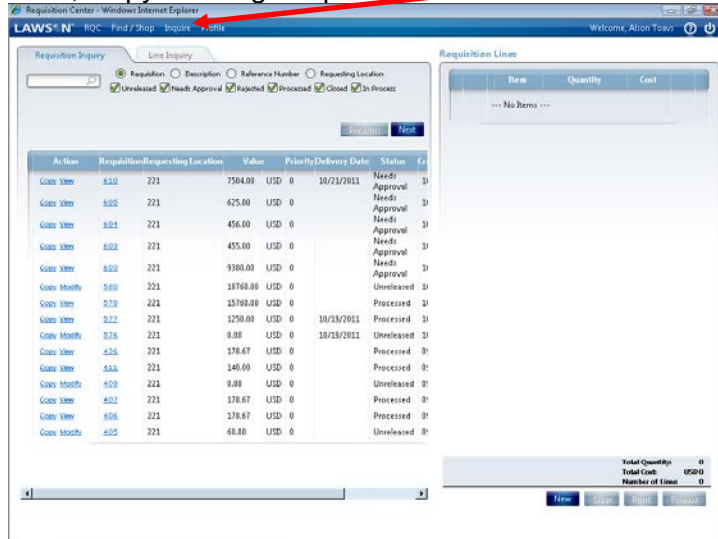 Requisition Center - Windows Internet Explorer
LAWSON RQC Find / Shop Inquire Profile Welcome, Alison Toavs
Requisition Inquiry Line Inquiry Requisition Lines
Requisition Description Reference Number Requesting Location
Unreleased Needs Approval Rejected Processed Closed In Process
Item Quantity Cost
--- No Items ---
Previous Next
Action Requisition Requesting Location Value Priority Delivery Date Status
Copy View 610 221 7504.00 USD 0 10/21/2011 Needs Approval
Copy View 605 221 625.00 USD 0 Needs Approval
Copy View 604 221 456.00 USD 0 Needs Approval
Copy View 603 221 455.00 USD 0 Needs Approval
Copy View 221 9380.00 USD 0 Needs Approval
Copy Modify 580 221 18760.00 USD 0 Unreleased
Copy View 579 221 15760.00 USD 0 Processed
Copy View 577 221 1250.00 USD 0 10/19/2011 Processed
Copy Modify 576 221 0.00 USD 0 10/19/2011 Unreleased
Copy View 221 178.67 USD 0 Processed
Copy View 411 221 140.00 USD 0 Processed
Copy Modify 221 0.00 USD 0 Unreleased
Copy View 407 221 178.67 USD 0 Processed
Copy View 406 221 178.67 USD 0 Processed
Copy Modify 405 221 60.00 USD 0 Unreleased
Total Quantity: 0
Total Cost: USD 0
Number of Lines: 0
New Clear Print Release